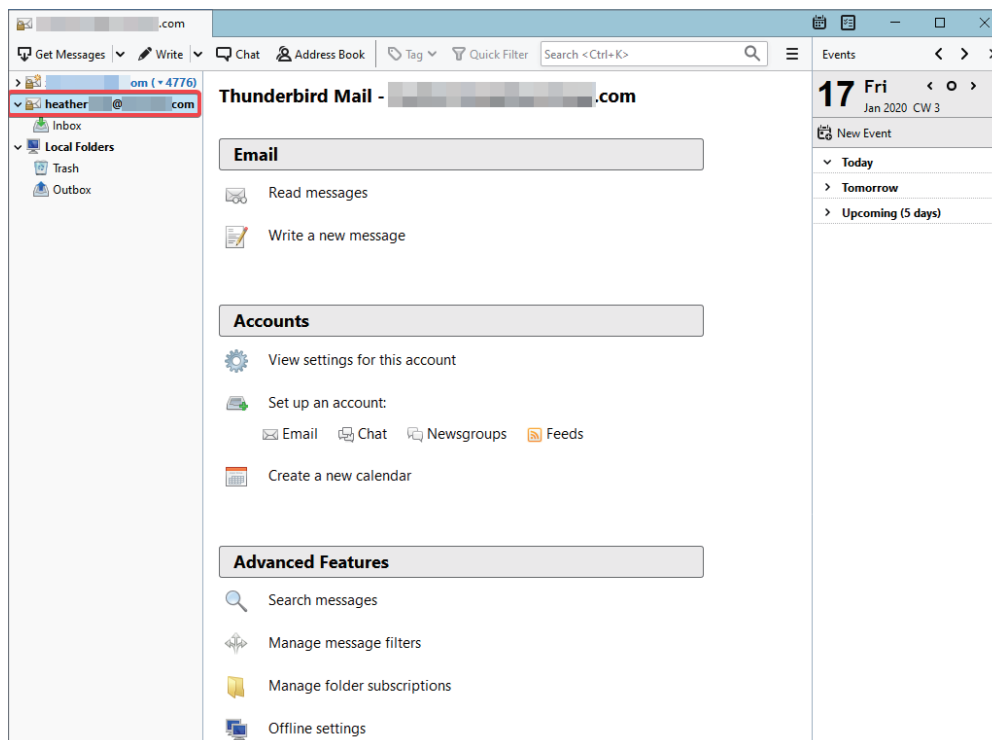 .com
Get Messages Write Chat Address Book Tag Quick Filter Search <Ctrl+K> Events
om (4776)
heather @ com
Inbox
Local Folders
Trash
Outbox
Thunderbird Mail - .com
Email
Read messages
Write a new message
Accounts
View settings for this account
Set up an account:
Email Chat Newsgroups Feeds
Create a new calendar
Advanced Features
Search messages
Manage message filters
Manage folder subscriptions
Offline settings
17 Fri
Jan 2020 CW 3
New Event
Today
Tomorrow
Upcoming (5 days)